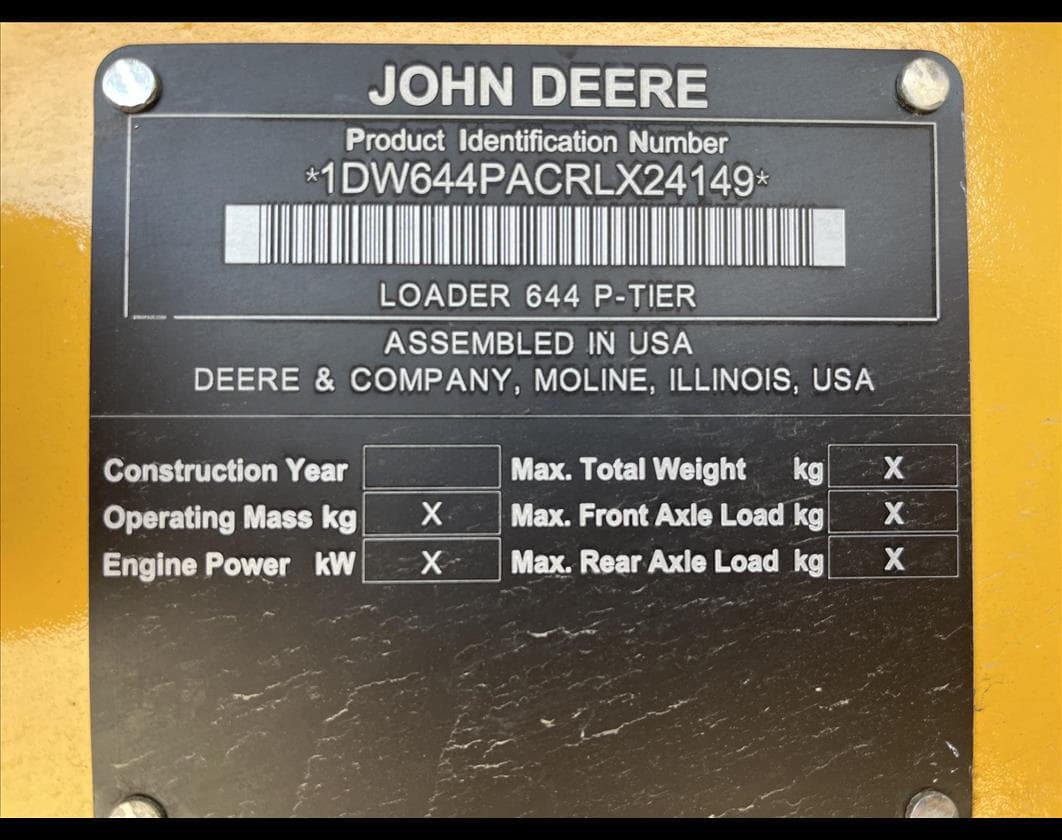 JOHN DEERE
Product Identification Number
*1DW644PACRLX24149*
LOADER 644 P-TIER
ASSEMBLED IN USA
DEERE & COMPANY, MOLINE, ILLINOIS, USA
Construction Year Max. Total Weight kg X
Operating Mass kg X Max. Front Axle Load kg X
Engine Power kW X Max. Rear Axle Load kg X